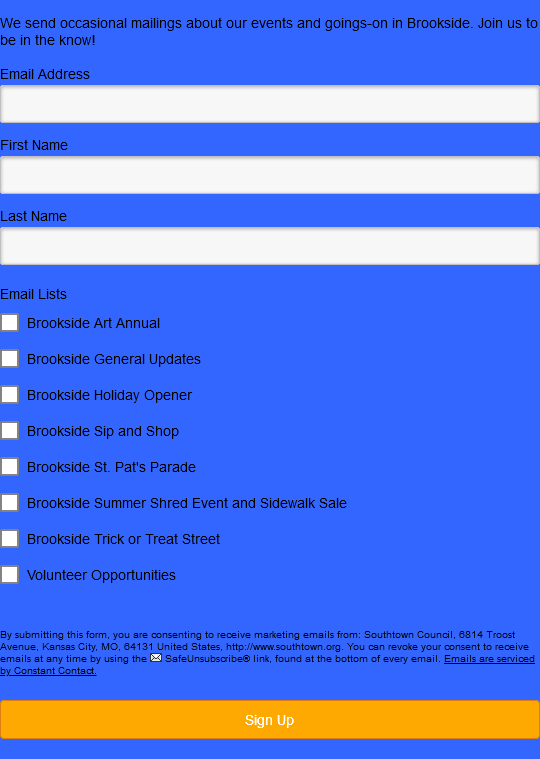 We send occasional mailings about our events and goings-on in Brookside. Join us to
be in the know!
Email Address
First Name
Last Name
Email Lists
Brookside Art Annual
Brookside General Updates
Brookside Holiday Opener
Brookside Sip and Shop
Brookside St. Pat's Parade
Brookside Summer Shred Event and Sidewalk Sale
Brookside Trick or Treat Street
Volunteer Opportunities
By submitting this form, you are consenting to receive marketing emails from: Southtown Council, 6814 Troost
Avenue, Kansas City, MO, 64131 United States, http://www.southtown.org. You can revoke your consent to receive
emails at any time by using the SafeUnsubscribe® link, found at the bottom of every email. Emails are serviced
by Constant Contact.
Sign Up